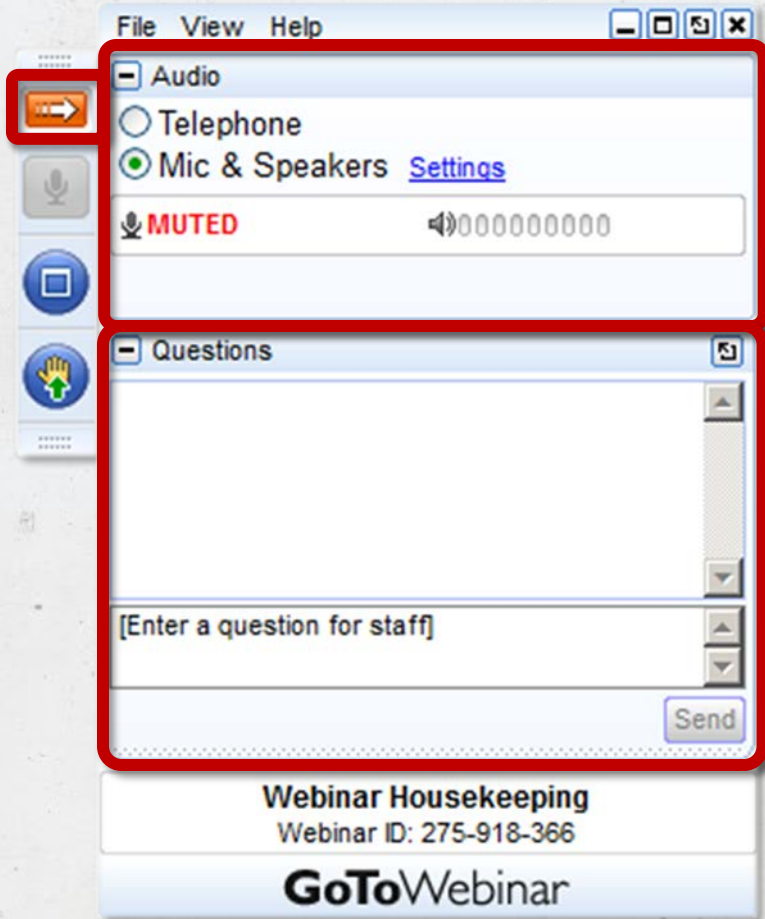 File View Help
Audio
Telephone
Mic & Speakers Settings
MUTED
Questions
[Enter a question for staff]
Send
Webinar Housekeeping
Webinar ID: 275-918-366
GoToWebinar